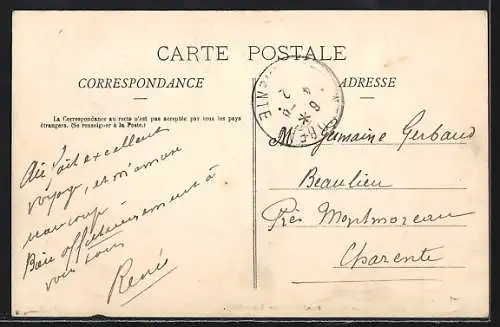 CARTE POSTALE
CORRESPONDANCE
ADRESSE
La Correspondance au recto n'est pas acceptée par tous les pays
étrangers. (Se renseigner à la Poste.)
Ai fait excellent
voyage, et m'amuse
beaucoup.
Bien affectueusement à
vous tous
René
M Germaine Gerbaud
Beaulieu
Près Montmoreau
Charente